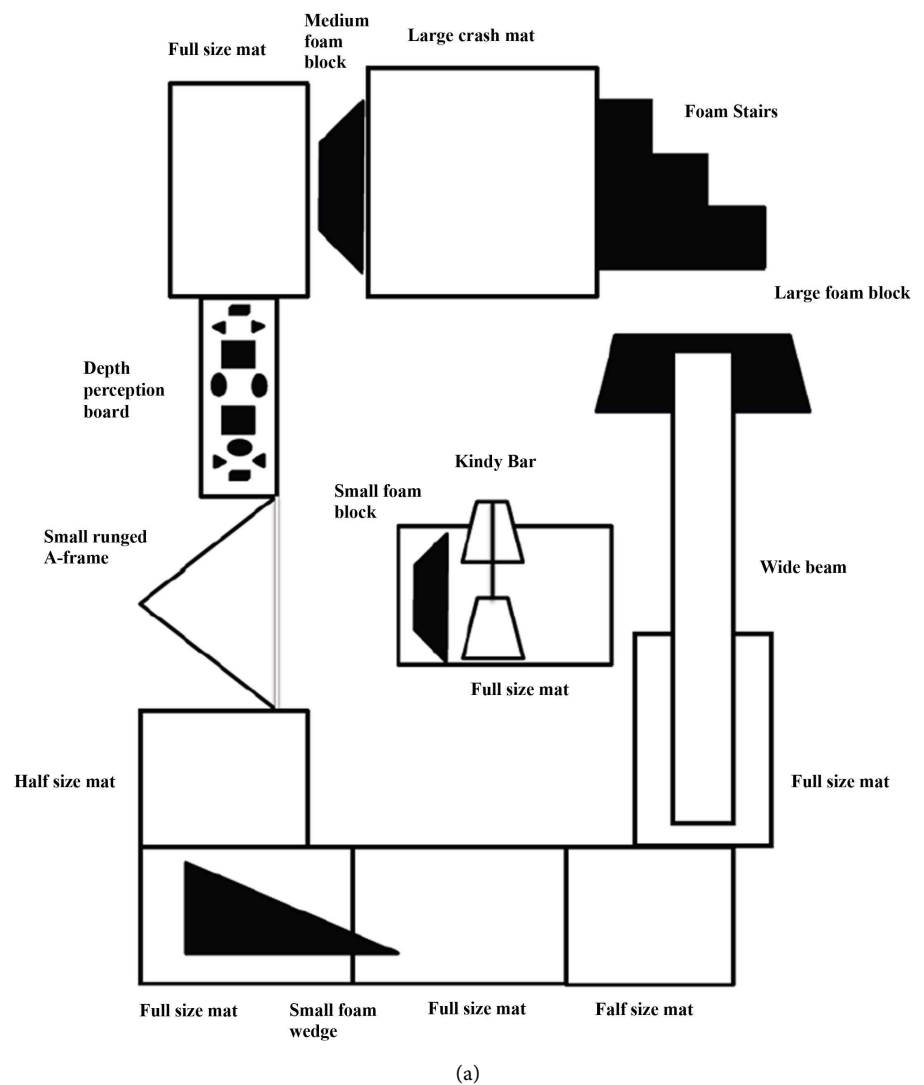 Medium
foam
block
Full size mat
Large crash mat
Foam Stairs
Large foam block
Depth
perception
board
Kindy Bar
Small foam
block
Small runged
A-frame
Wide beam
Full size mat
Half size mat
Full size mat
Full size mat
Small foam
wedge
Full size mat
Falf size mat
(a)